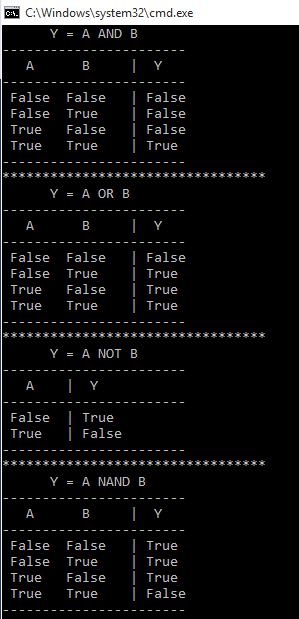 C:\Windows\system32\cmd.exe
Y = A AND B
-----------------------
A B | Y
-----------------------
False False | False
False True | False
True False | False
True True | True
-----------------------
*********************************
Y = A OR B
-----------------------
A B | Y
-----------------------
False False | False
False True | True
True False | True
True True | True
-----------------------
*********************************
Y = A NOT B
-----------------------
A | Y
-----------------------
False | True
True | False
-----------------------
*********************************
Y = A NAND B
-----------------------
A B | Y
-----------------------
False False | True
False True | True
True False | True
True True | False
-----------------------